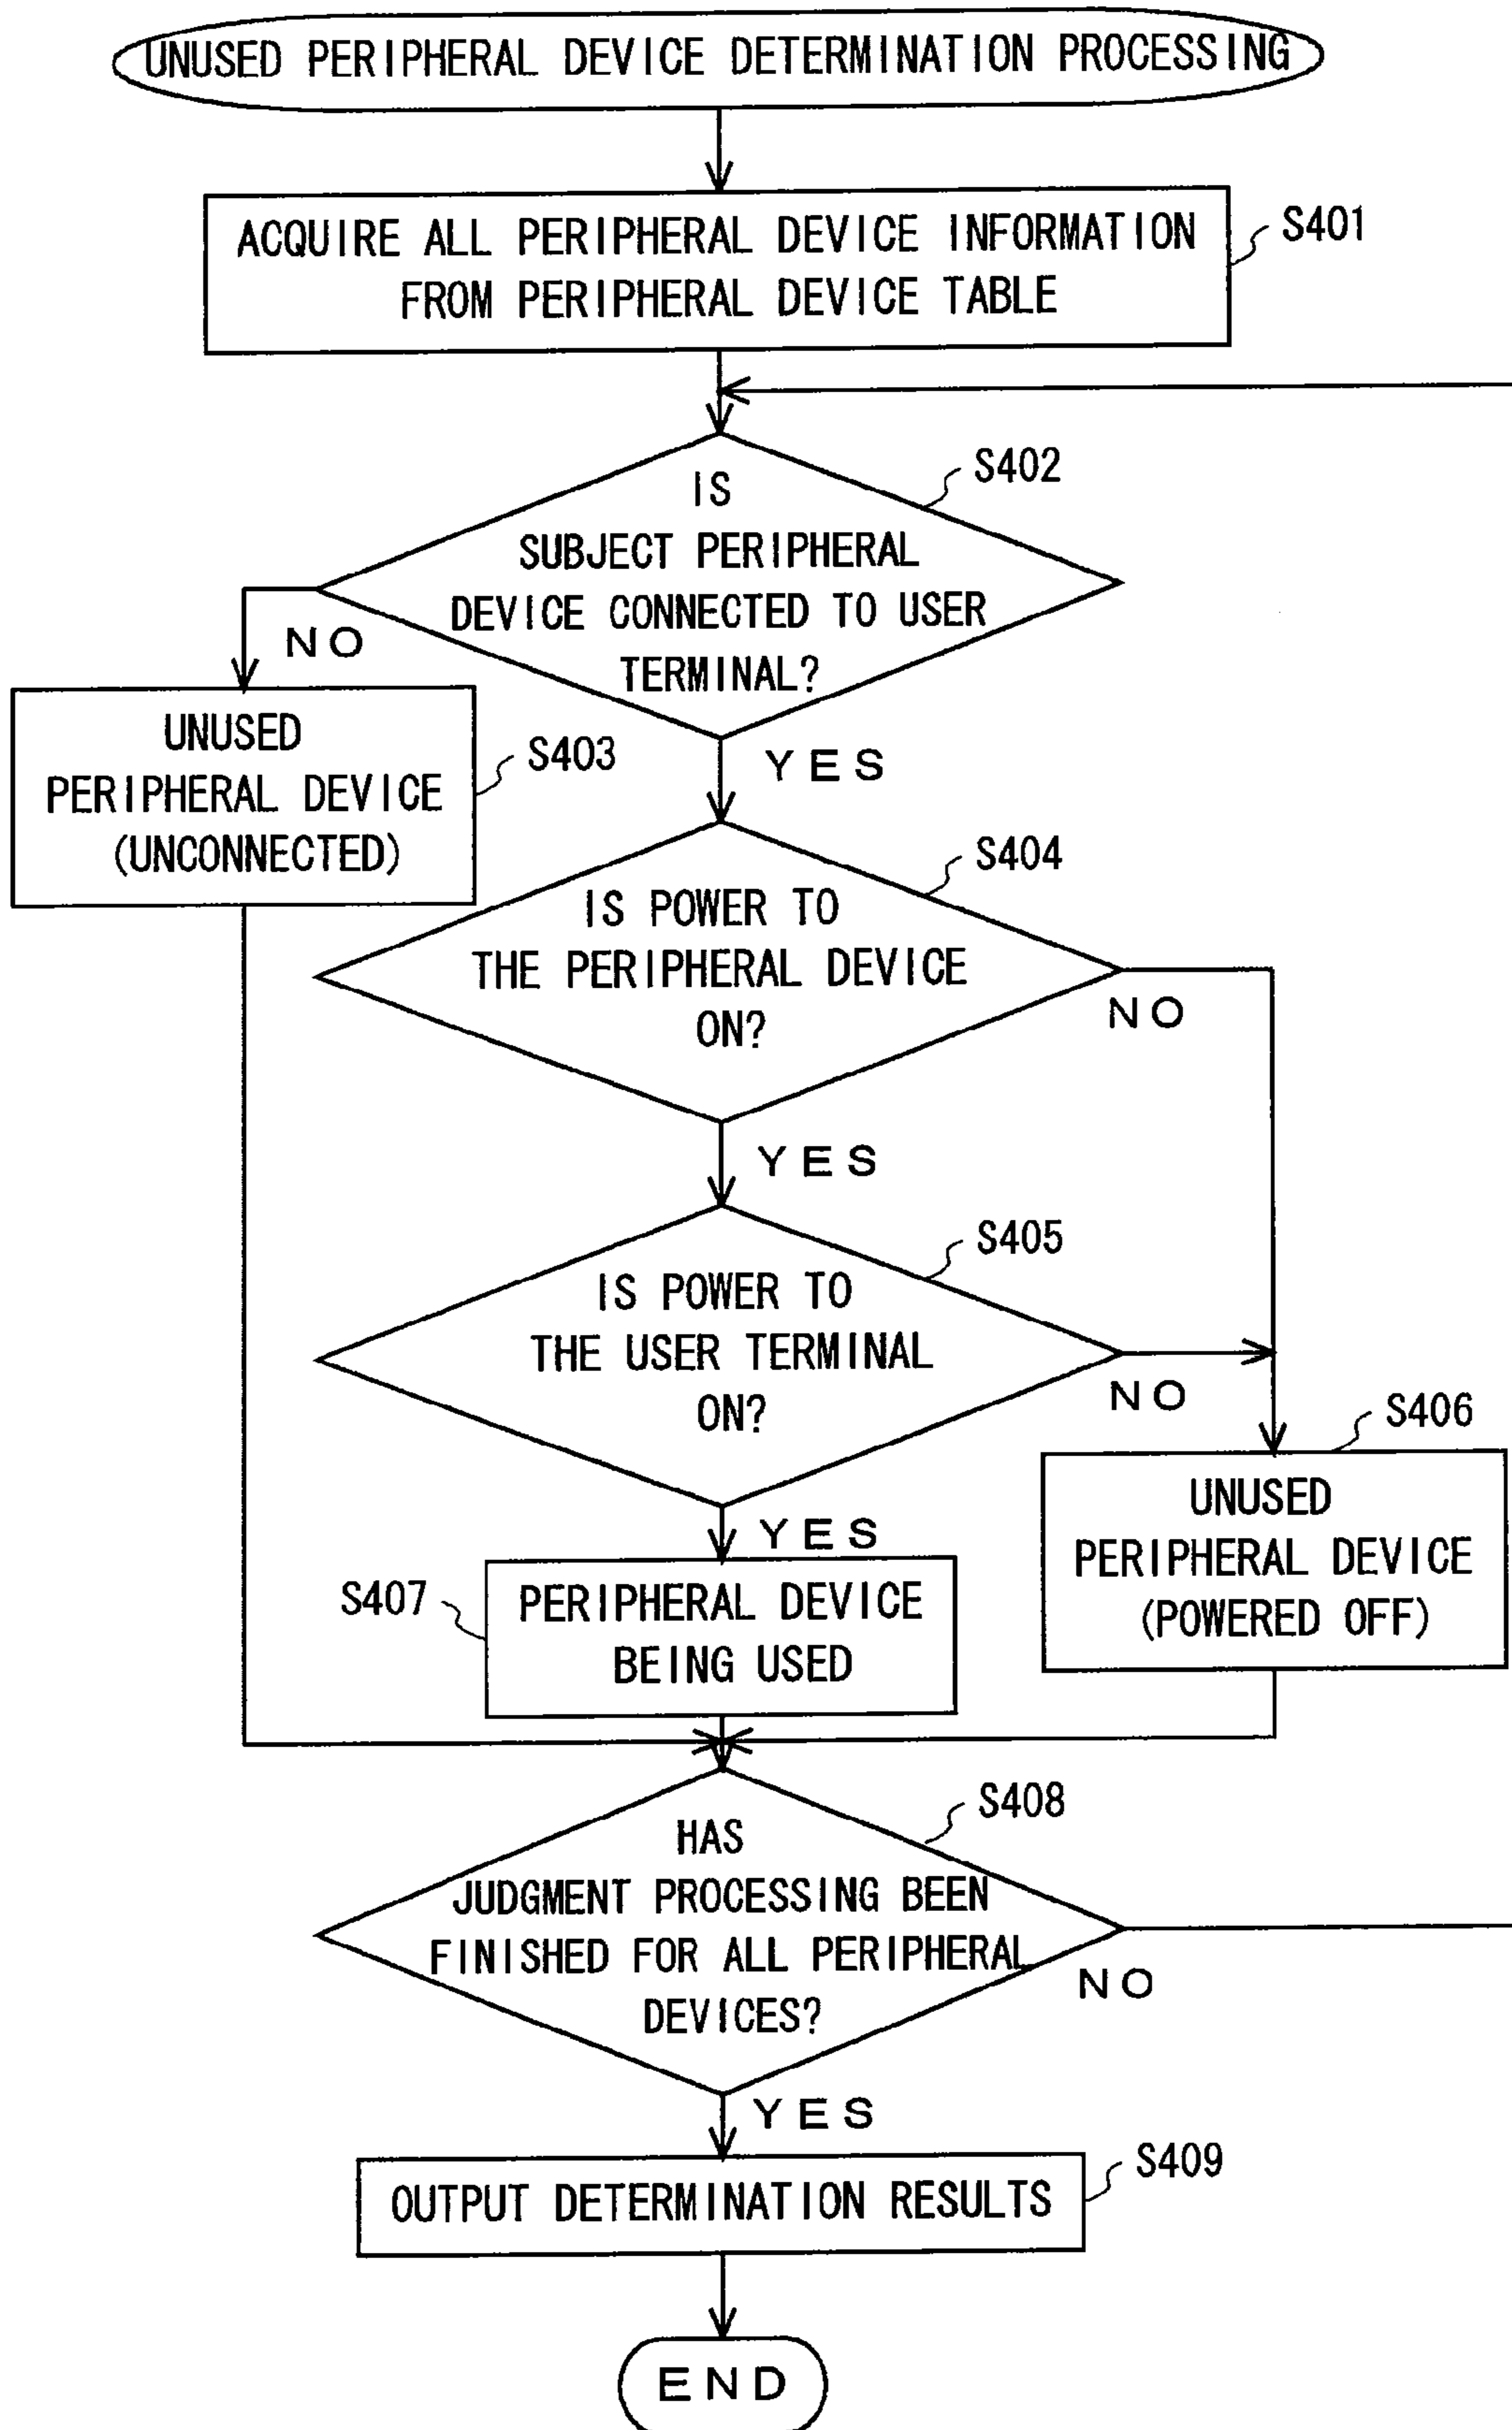 UNUSED PERIPHERAL DEVICE DETERMINATION PROCESSING
ACQUIRE ALL PERIPHERAL DEVICE INFORMATION
FROM PERIPHERAL DEVICE TABLE
S401
IS
SUBJECT PERIPHERAL
DEVICE CONNECTED TO USER
TERMINAL?
S402
NO
YES
UNUSED
PERIPHERAL DEVICE
(UNCONNECTED)
S403
IS POWER TO
THE PERIPHERAL DEVICE
ON?
S404
NO
YES
IS POWER TO
THE USER TERMINAL
ON?
S405
NO
YES
UNUSED
PERIPHERAL DEVICE
(POWERED OFF)
S406
S407
PERIPHERAL DEVICE
BEING USED
HAS
JUDGMENT PROCESSING BEEN
FINISHED FOR ALL PERIPHERAL
DEVICES?
S408
NO
YES
OUTPUT DETERMINATION RESULTS
S409
END